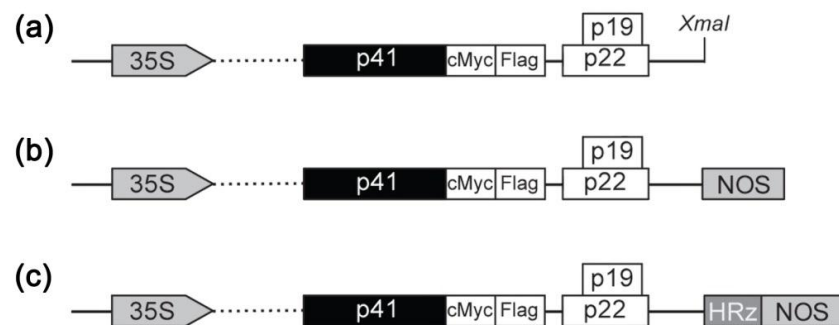 (a)
p19
XmaI
35S p41 cMyc Flag p22
(b)
p19
35S p41 cMyc Flag p22 NOS
(c)
p19
35S p41 cMyc Flag p22 HRz NOS